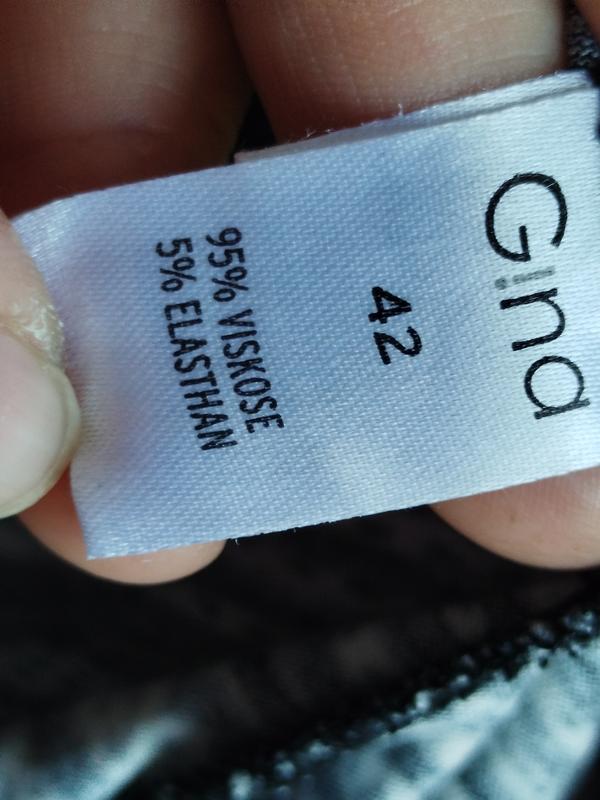 Gina
42
95% VISKOSE
5% ELASTHAN